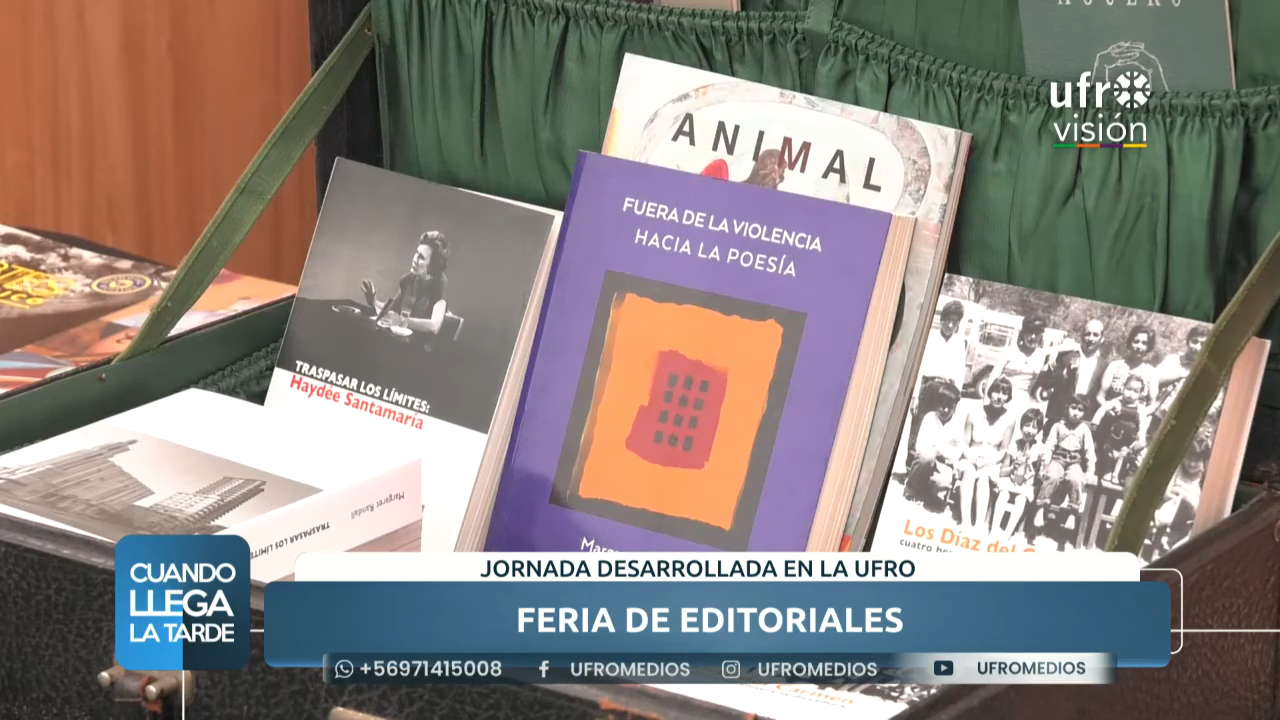 ufro
visión
ANIMAL
FUERA DE LA VIOLENCIA
HACIA LA POESÍA
TRASPASAR LOS LÍMITES:
Haydée Santamaría
Margaret Randall
TRASPASAR LOS LÍMITE
Los Díaz del
cuatro
CUANDO
LLEGA
LA TARDE
JORNADA DESARROLLADA EN LA UFRO
FERIA DE EDITORIALES
+56971415008
UFROMEDIOS
UFROMEDIOS
UFROMEDIOS
Carmen